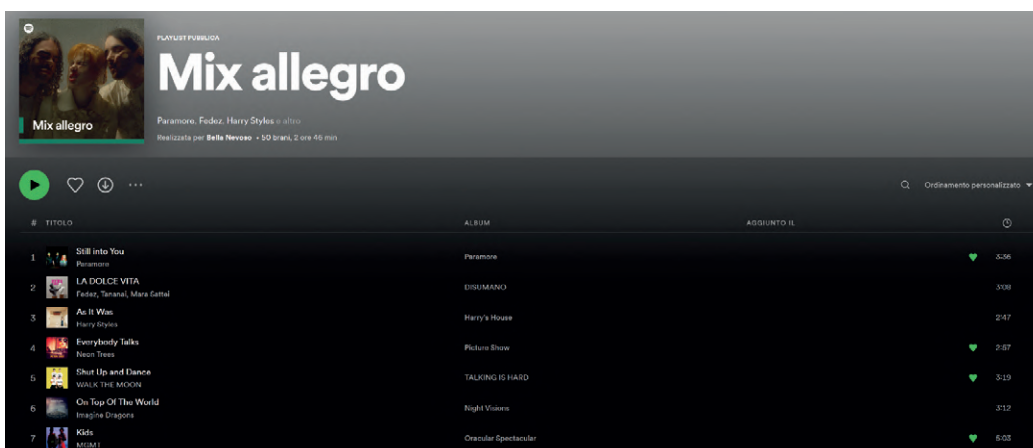 PLAYLIST PUBBLICA
Mix allegro
Mix allegro
Paramore, Fedez, Harry Styles e altro
Realizzata per Bella Nevoso • 50 brani, 2 ore 46 min
Ordinamento personalizzato
# TITOLO ALBUM AGGIUNTO IL
1 Still into You Paramore 3:36
Paramore
2 LA DOLCE VITA DISUMANO 3:08
Fedez, Tananai, Mara Sattei
3 As It Was Harry's House 2:47
Harry Styles
4 Everybody Talks Picture Show 2:57
Neon Trees
5 Shut Up and Dance TALKING IS HARD 3:19
WALK THE MOON
6 On Top Of The World Night Visions 3:12
Imagine Dragons
7 Kids Oracular Spectacular 5:03
MGMT